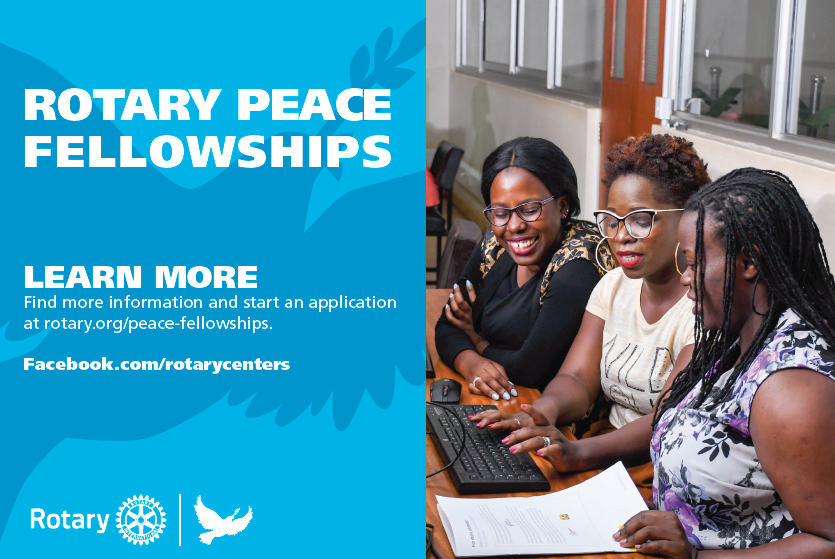 ROTARY PEACE
FELLOWSHIPS
LEARN MORE
Find more information and start an application
at rotary.org/peace-fellowships.
Facebook.com/rotarycenters
Rotary